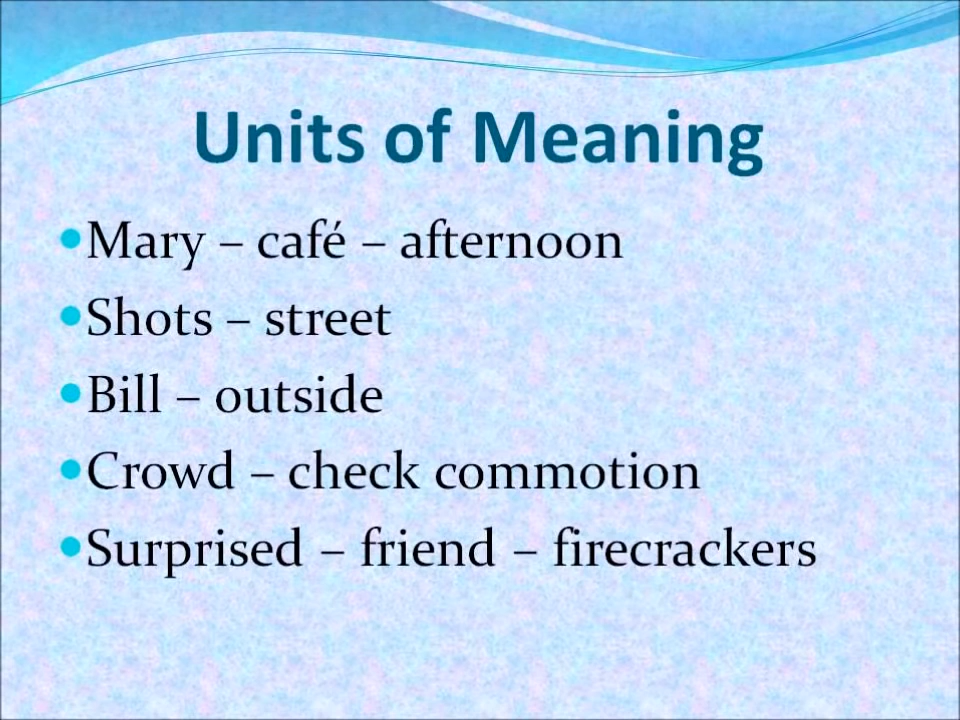 Units of Meaning
•Mary – café – afternoon
•Shots – street
•Bill – outside
•Crowd – check commotion
•Surprised – friend – firecrackers